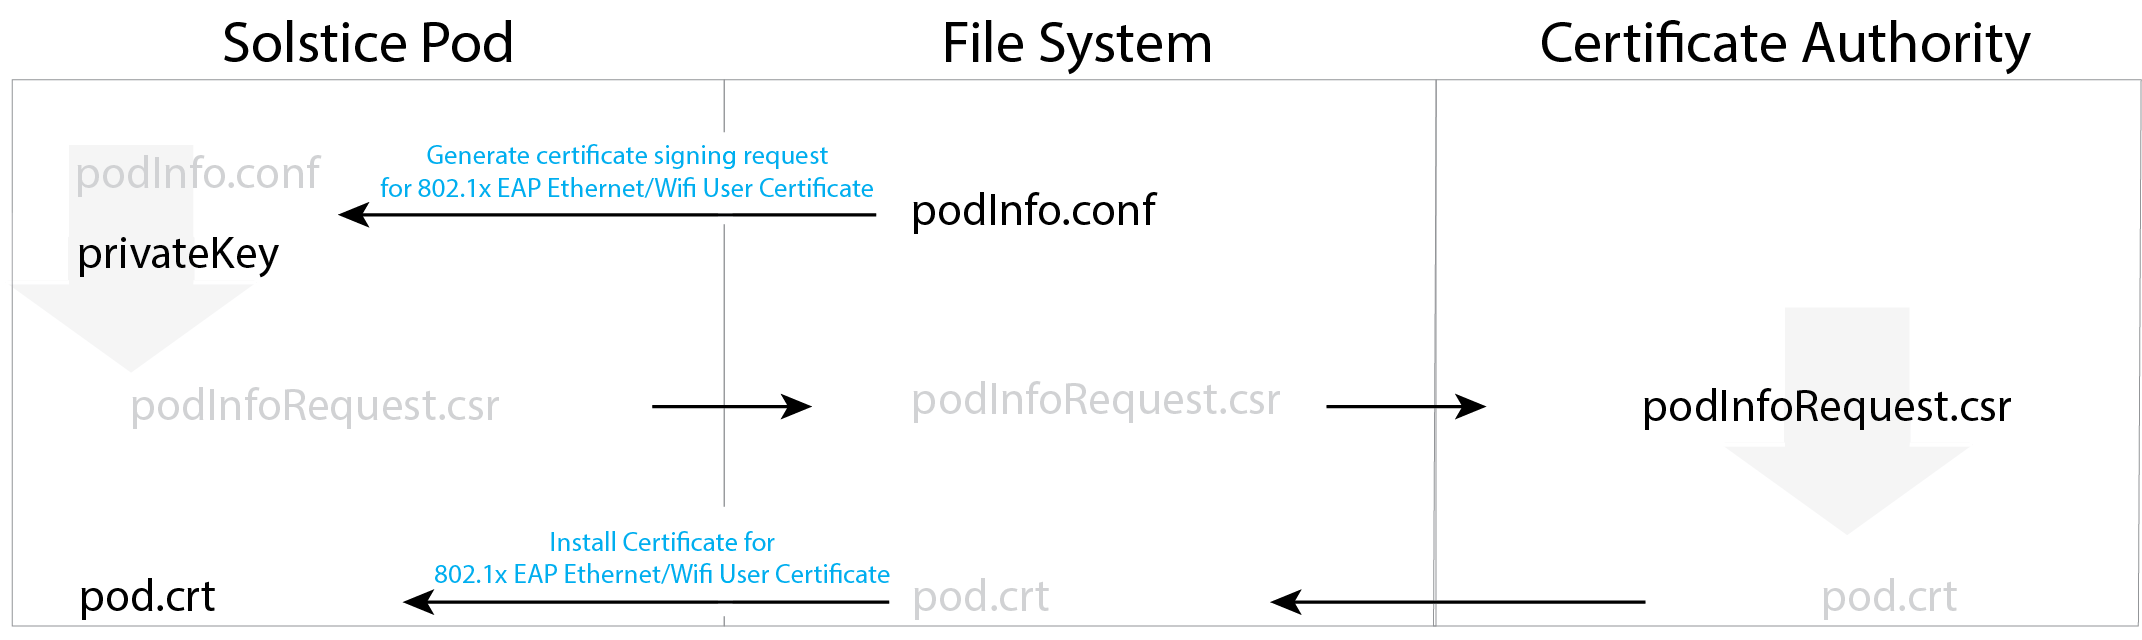 Solstice Pod
File System
Certificate Authority
podInfo.conf
Generate certificate signing request
for 802.1x EAP Ethernet/Wifi User Certificate
podInfo.conf
privateKey
podInfoRequest.csr
podInfoRequest.csr
podInfoRequest.csr
Install Certificate for
802.1x EAP Ethernet/Wifi User Certificate
pod.crt
pod.crt
pod.crt